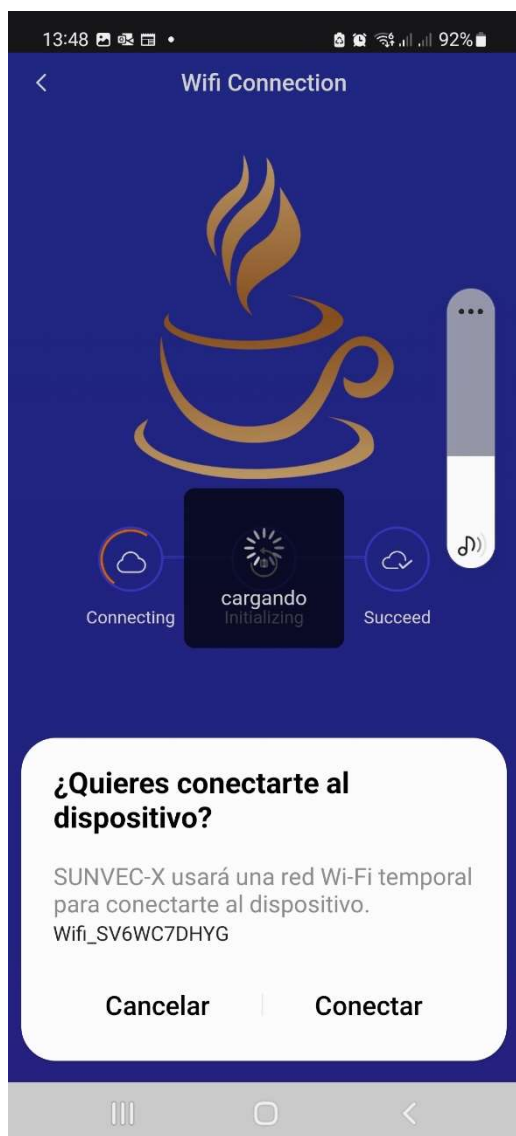 13:48 92%
Wifi Connection
cargando
Connecting Initializing Succeed
¿Quieres conectarte al
dispositivo?
SUNVEC-X usará una red Wi-Fi temporal
para conectarte al dispositivo.
Wifi_SV6WC7DHYG
Cancelar Conectar